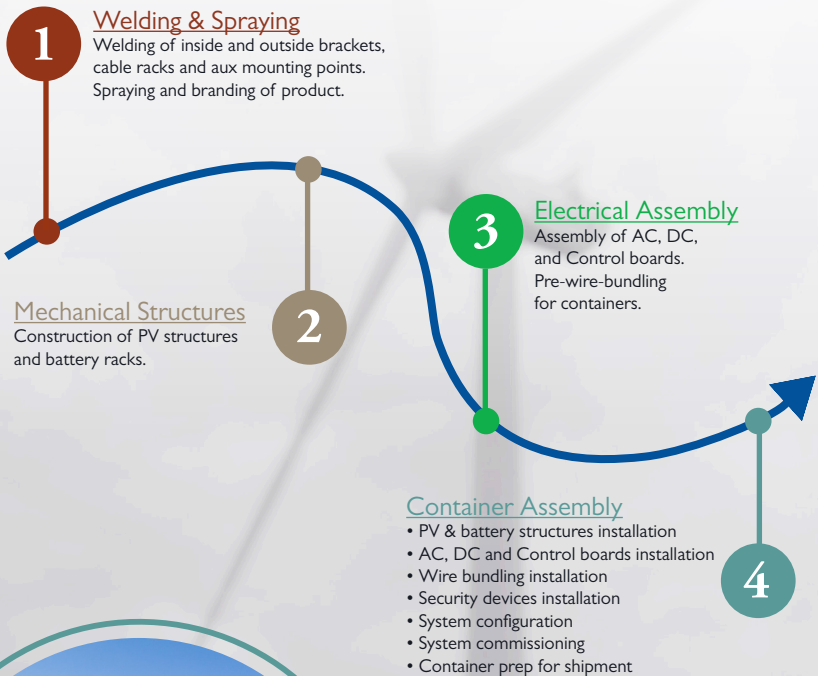 1
Welding & Spraying
Welding of inside and outside brackets,
cable racks and aux mounting points.
Spraying and branding of product.
2
Mechanical Structures
Construction of PV structures
and battery racks.
3
Electrical Assembly
Assembly of AC, DC,
and Control boards.
Pre-wire-bundling
for containers.
4
Container Assembly
• PV & battery structures installation
• AC, DC and Control boards installation
• Wire bundling installation
• Security devices installation
• System configuration
• System commissioning
• Container prep for shipment